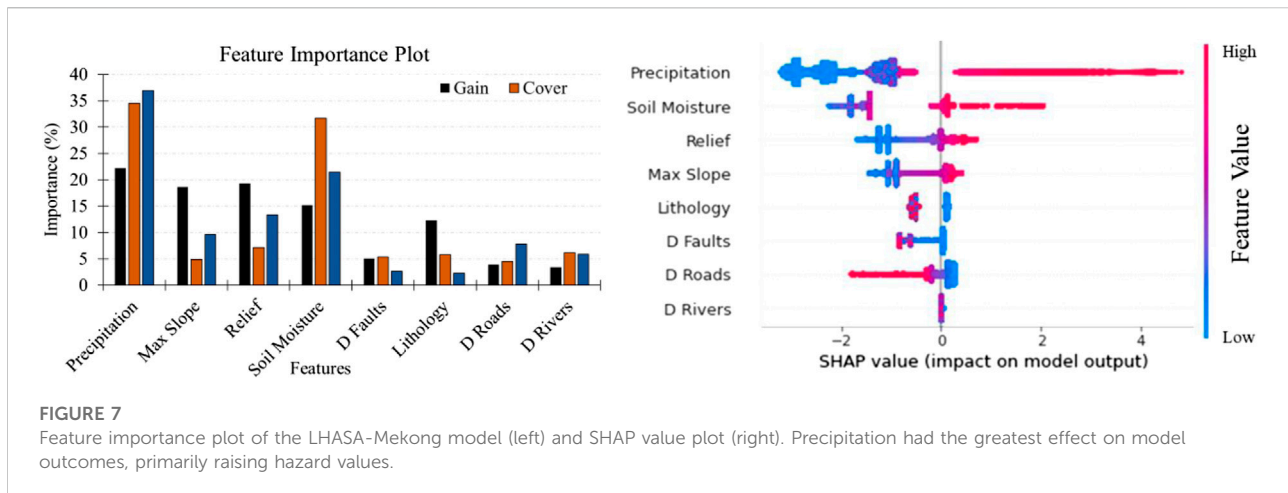 Feature Importance Plot
Gain Cover
Importance (%)
40
35
30
25
20
15
10
5
0
Precipitation
Max Slope
Relief
Soil Moisture
D Faults
Lithology
D Roads
D Rivers
Features
Precipitation
Soil Moisture
Relief
Max Slope
Lithology
D Faults
D Roads
D Rivers
−2 0 2 4
SHAP value (impact on model output)
High
Feature Value
Low
FIGURE 7
Feature importance plot of the LHASA-Mekong model (left) and SHAP value plot (right). Precipitation had the greatest effect on model
outcomes, primarily raising hazard values.